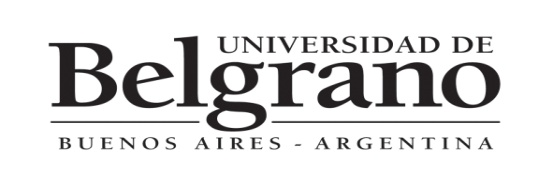 UNIVERSIDAD DE
Belgrano
BUENOS AIRES - ARGENTINA